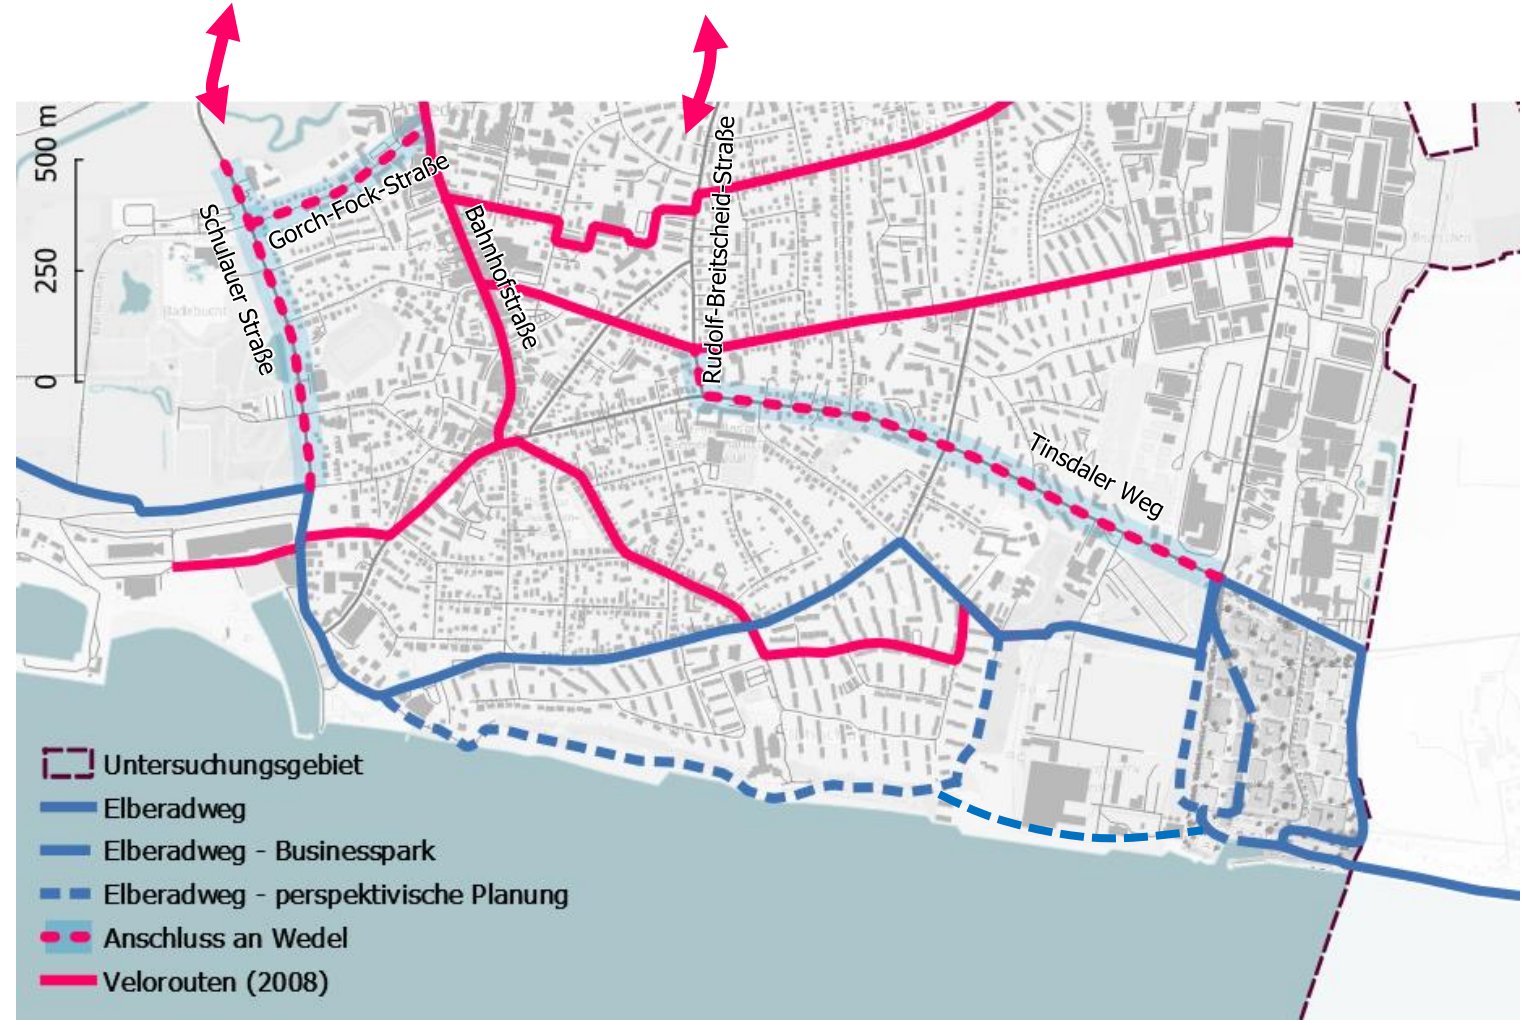 500 m
250
0
Schulauer Straße
Gorch-Fock-Straße
Bahnhofstraße
Rudolf-Breitscheid-Straße
Tinsdaler Weg
Badebucht
Untersuchungsgebiet
Elberadweg
Elberadweg - Businesspark
Elberadweg - perspektivische Planung
Anschluss an Wedel
Velorouten (2008)